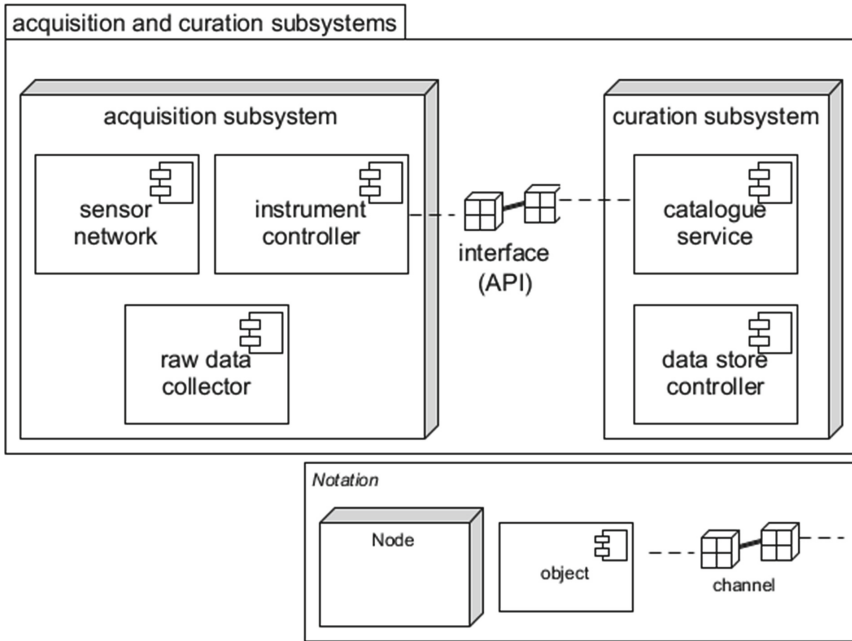 acquisition and curation subsystems
acquisition subsystem
sensor
network
instrument
controller
raw data
collector
interface
(API)
curation subsystem
catalogue
service
data store
controller
Notation
Node
object
channel